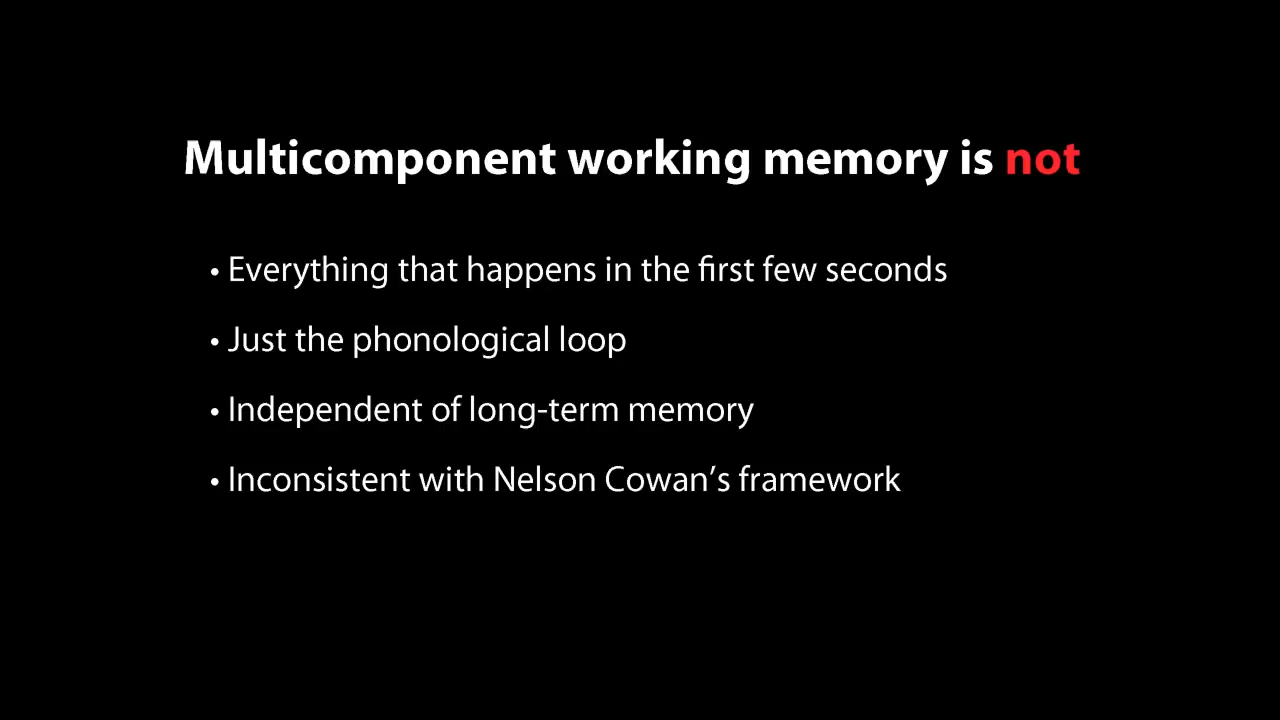 Multicomponent working memory is not
• Everything that happens in the first few seconds
• Just the phonological loop
• Independent of long-term memory
• Inconsistent with Nelson Cowan’s framework